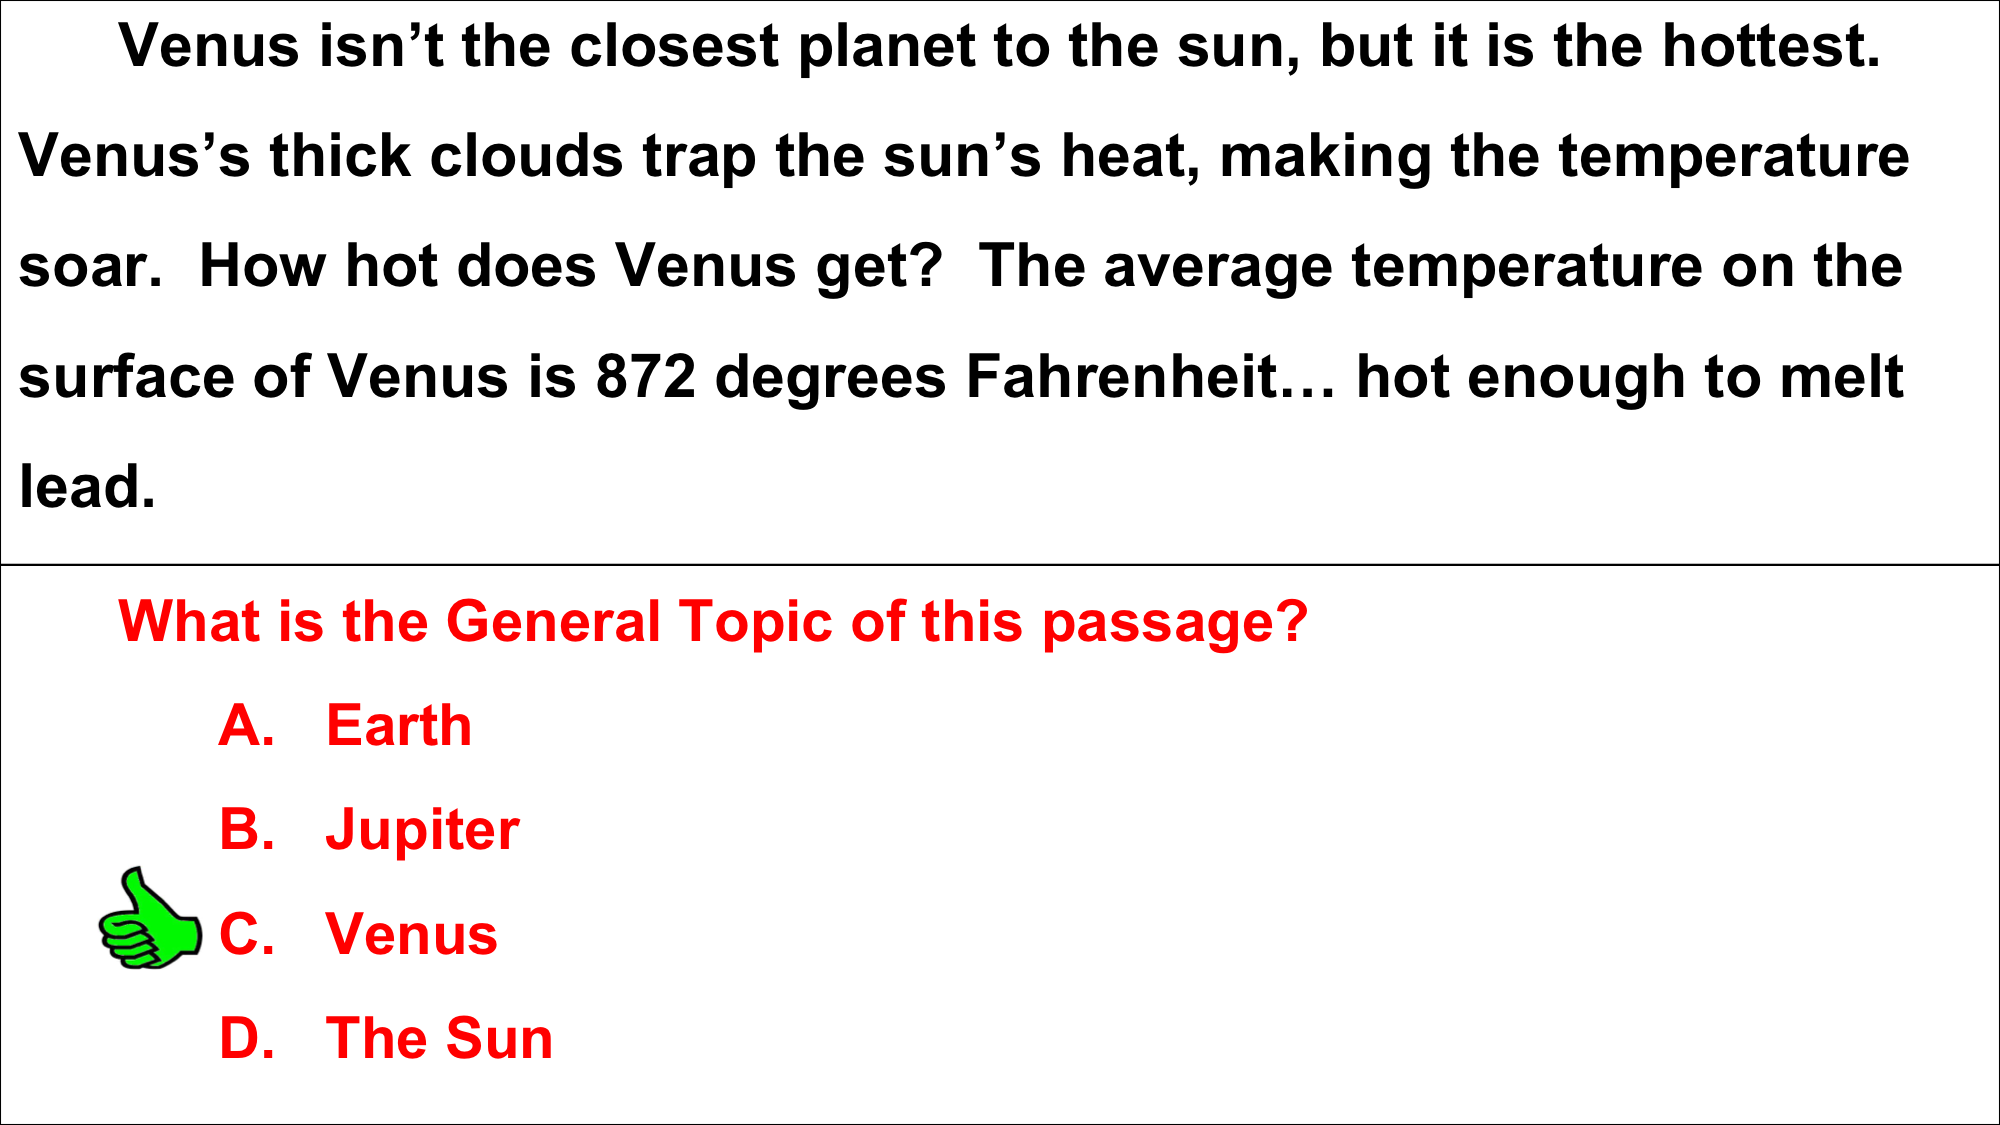 Venus isn’t the closest planet to the sun, but it is the hottest.
Venus’s thick clouds trap the sun’s heat, making the temperature
soar.  How hot does Venus get?  The average temperature on the
surface of Venus is 872 degrees Fahrenheit… hot enough to melt
lead.
What is the General Topic of this passage?
A. Earth
B. Jupiter
C. Venus
D. The Sun